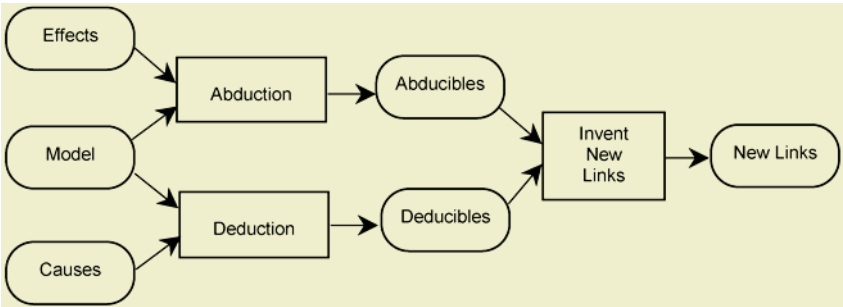 Effects
Abduction
Abducibles
Model
Invent
New
Links
New Links
Deduction
Deducibles
Causes